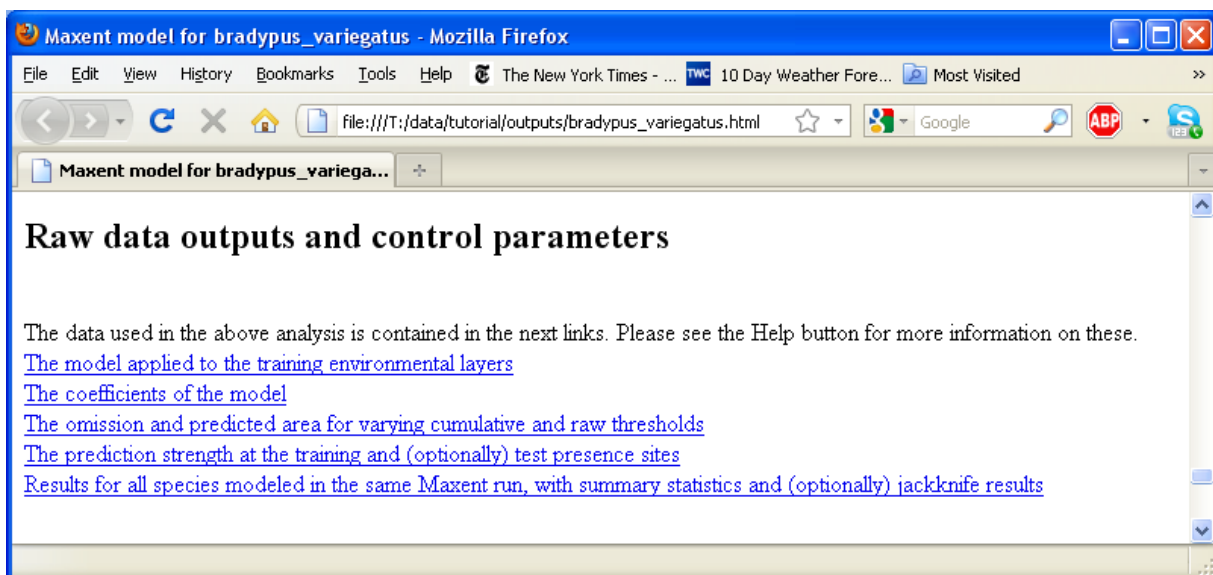 Maxent model for bradypus_variegatus - Mozilla Firefox
File Edit View History Bookmarks Tools Help The New York Times - ... TWC 10 Day Weather Fore... Most Visited »
file:///T:/data/tutorial/outputs/bradypus_variegatus.html Google ABP 123
Maxent model for bradypus_variega...
Raw data outputs and control parameters
The data used in the above analysis is contained in the next links. Please see the Help button for more information on these.
The model applied to the training environmental layers
The coefficients of the model
The omission and predicted area for varying cumulative and raw thresholds
The prediction strength at the training and (optionally) test presence sites
Results for all species modeled in the same Maxent run, with summary statistics and (optionally) jackknife results